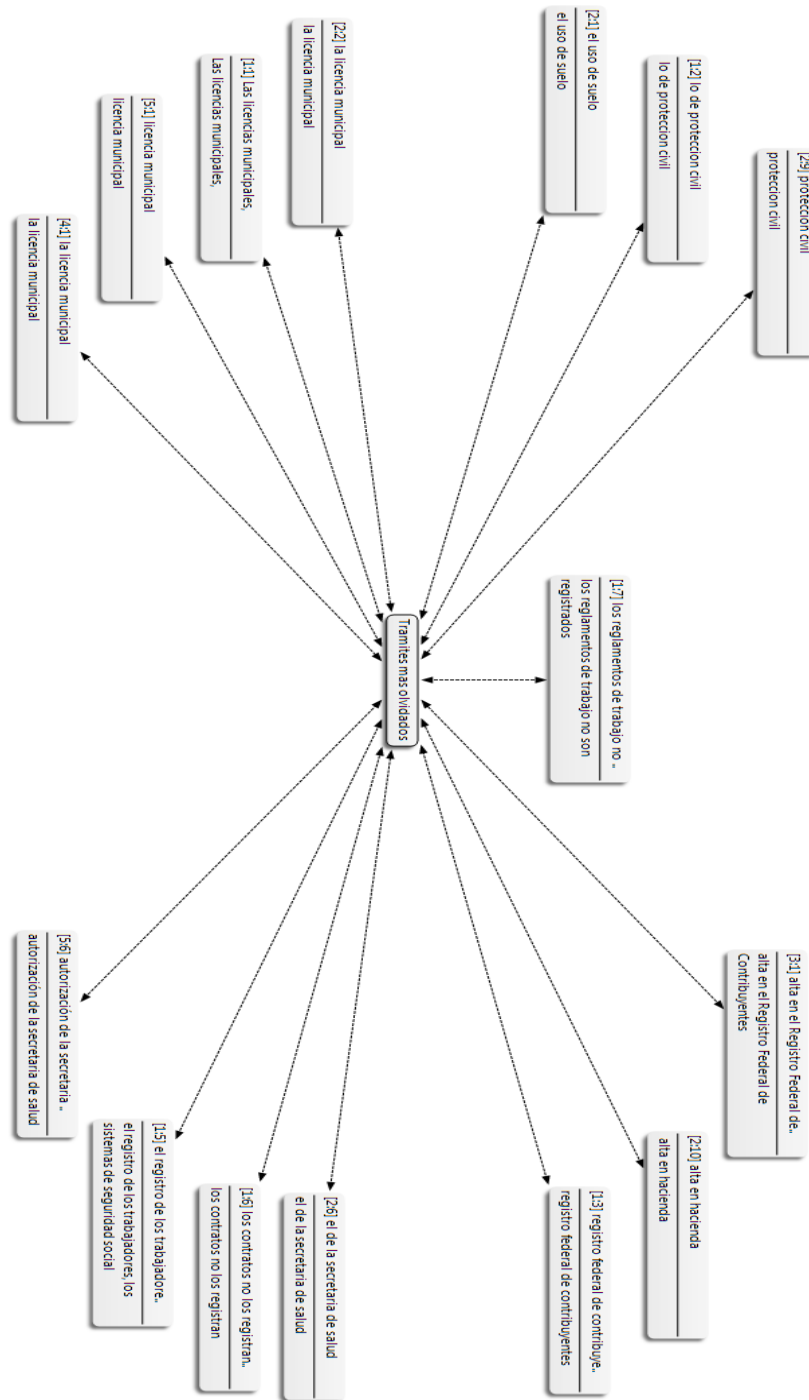 [2:9] proteccion civil
proteccion civil
[3:1] alta en el Registro Federal de..
alta en el Registro Federal de
Contribuyentes
[1:2] lo de proteccion civil
lo de proteccion civil
[2:10] alta en hacienda
alta en hacienda
[1:7] los reglamentos de trabajo no ..
los reglamentos de trabajo no son
registrados
[2:1] el uso de suelo
el uso de suelo
[1:3] registro federal de contribuye..
registro federal de contribuyentes
Tramites mas olvidados
[2:2] la licencia municipal
la licencia municipal
[2:6] el de la secretaria de salud
el de la secretaria de salud
[1:1] Las licencias municipales,
Las licencias municipales,
[1:6] los contratos no los registran..
los contratos no los registran
[5:1] licencia municipal
licencia municipal
[1:5] el registro de los trabajadore..
el registro de los trabajadores, los
sistemas de seguridad social
[4:1] la licencia municipal
la licencia municipal
[5:6] autorización de la secretaria ..
autorización de la secretaria de salud